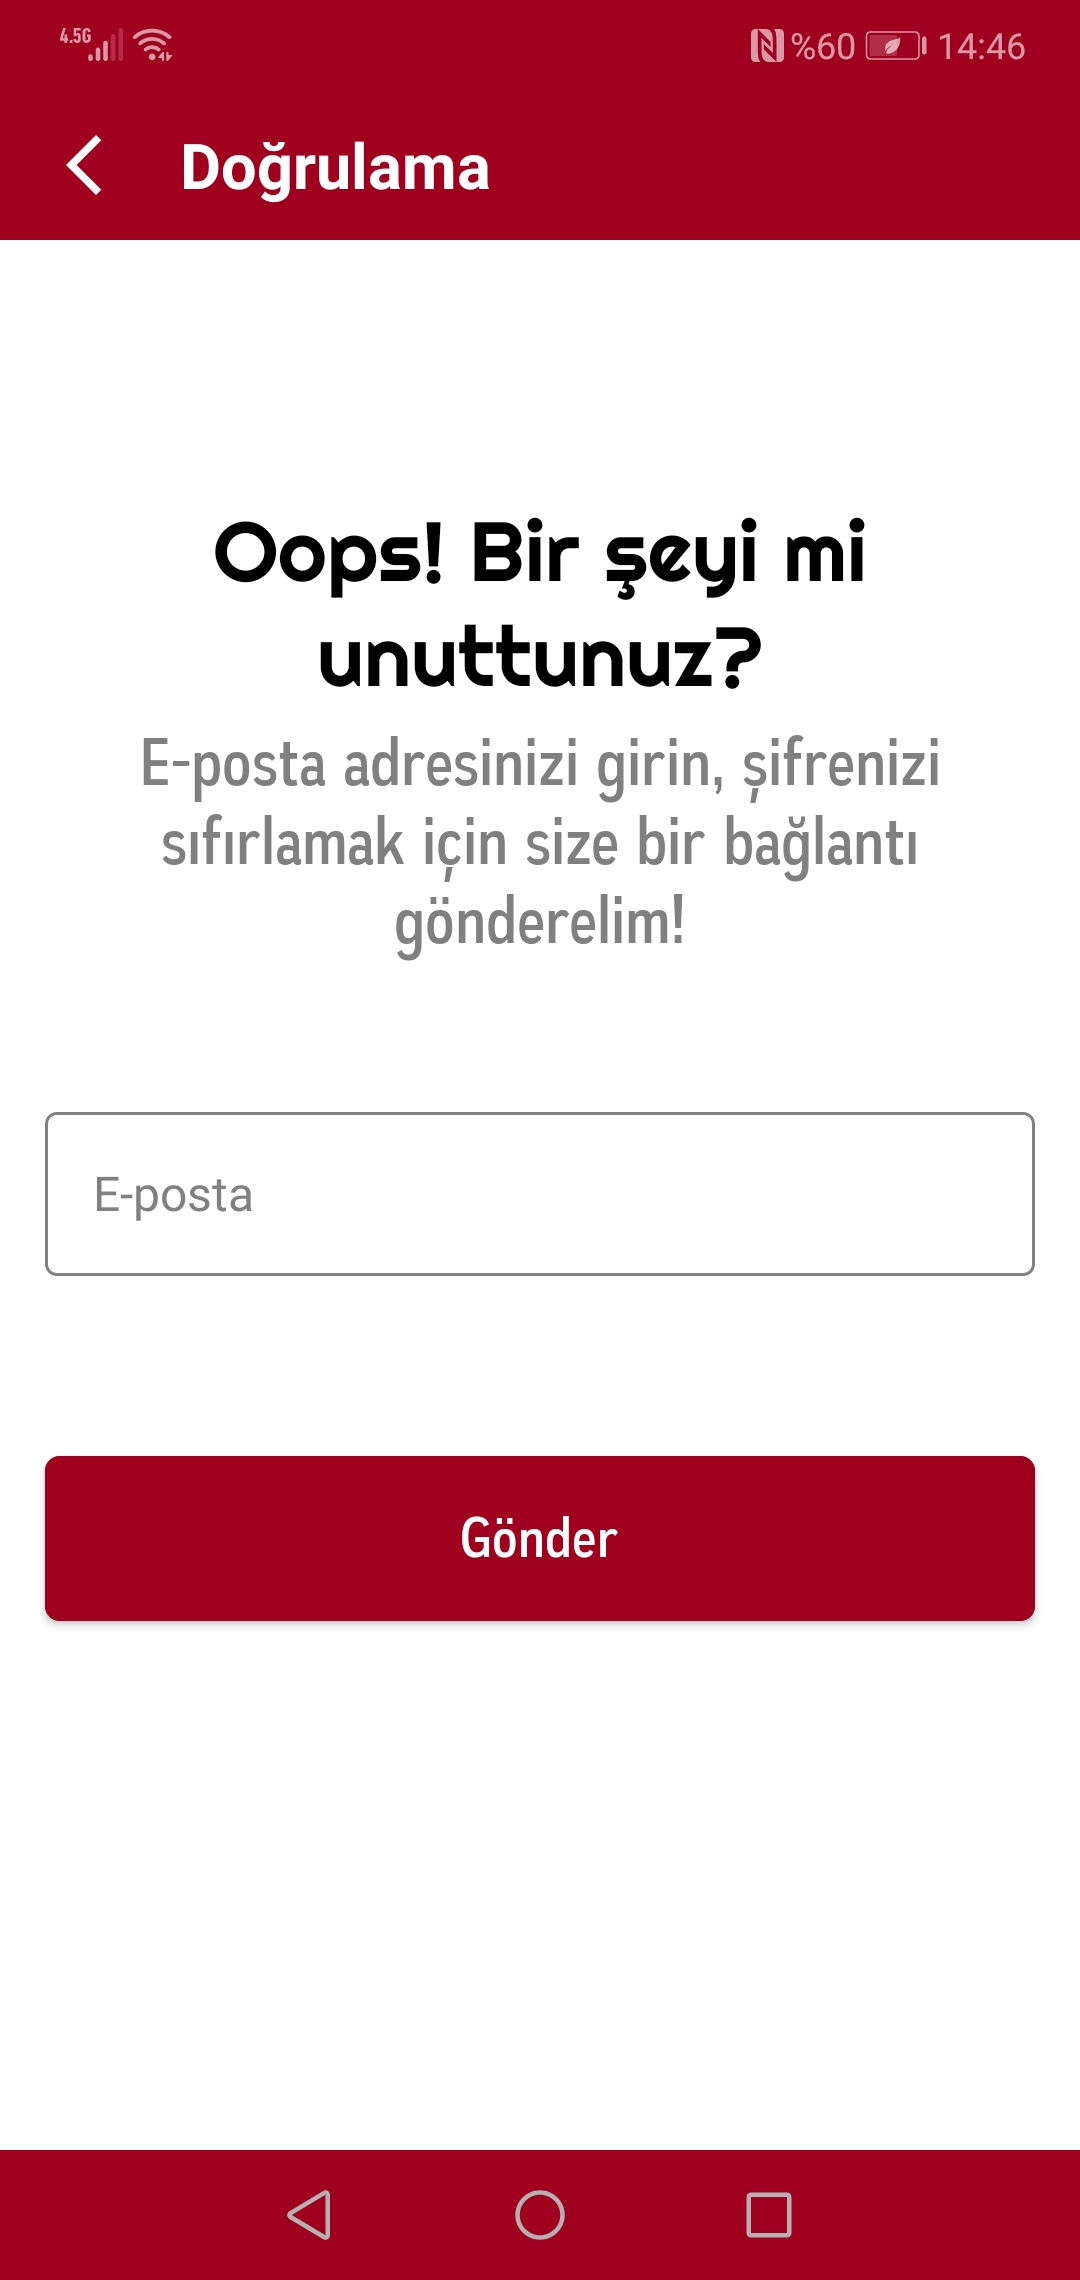 4.5G %60 14:46
Doğrulama
Oops! Bir şeyi mi
unuttunuz?
E-posta adresinizi girin, şifrenizi
sıfırlamak için size bir bağlantı
gönderelim!
E-posta
Gönder